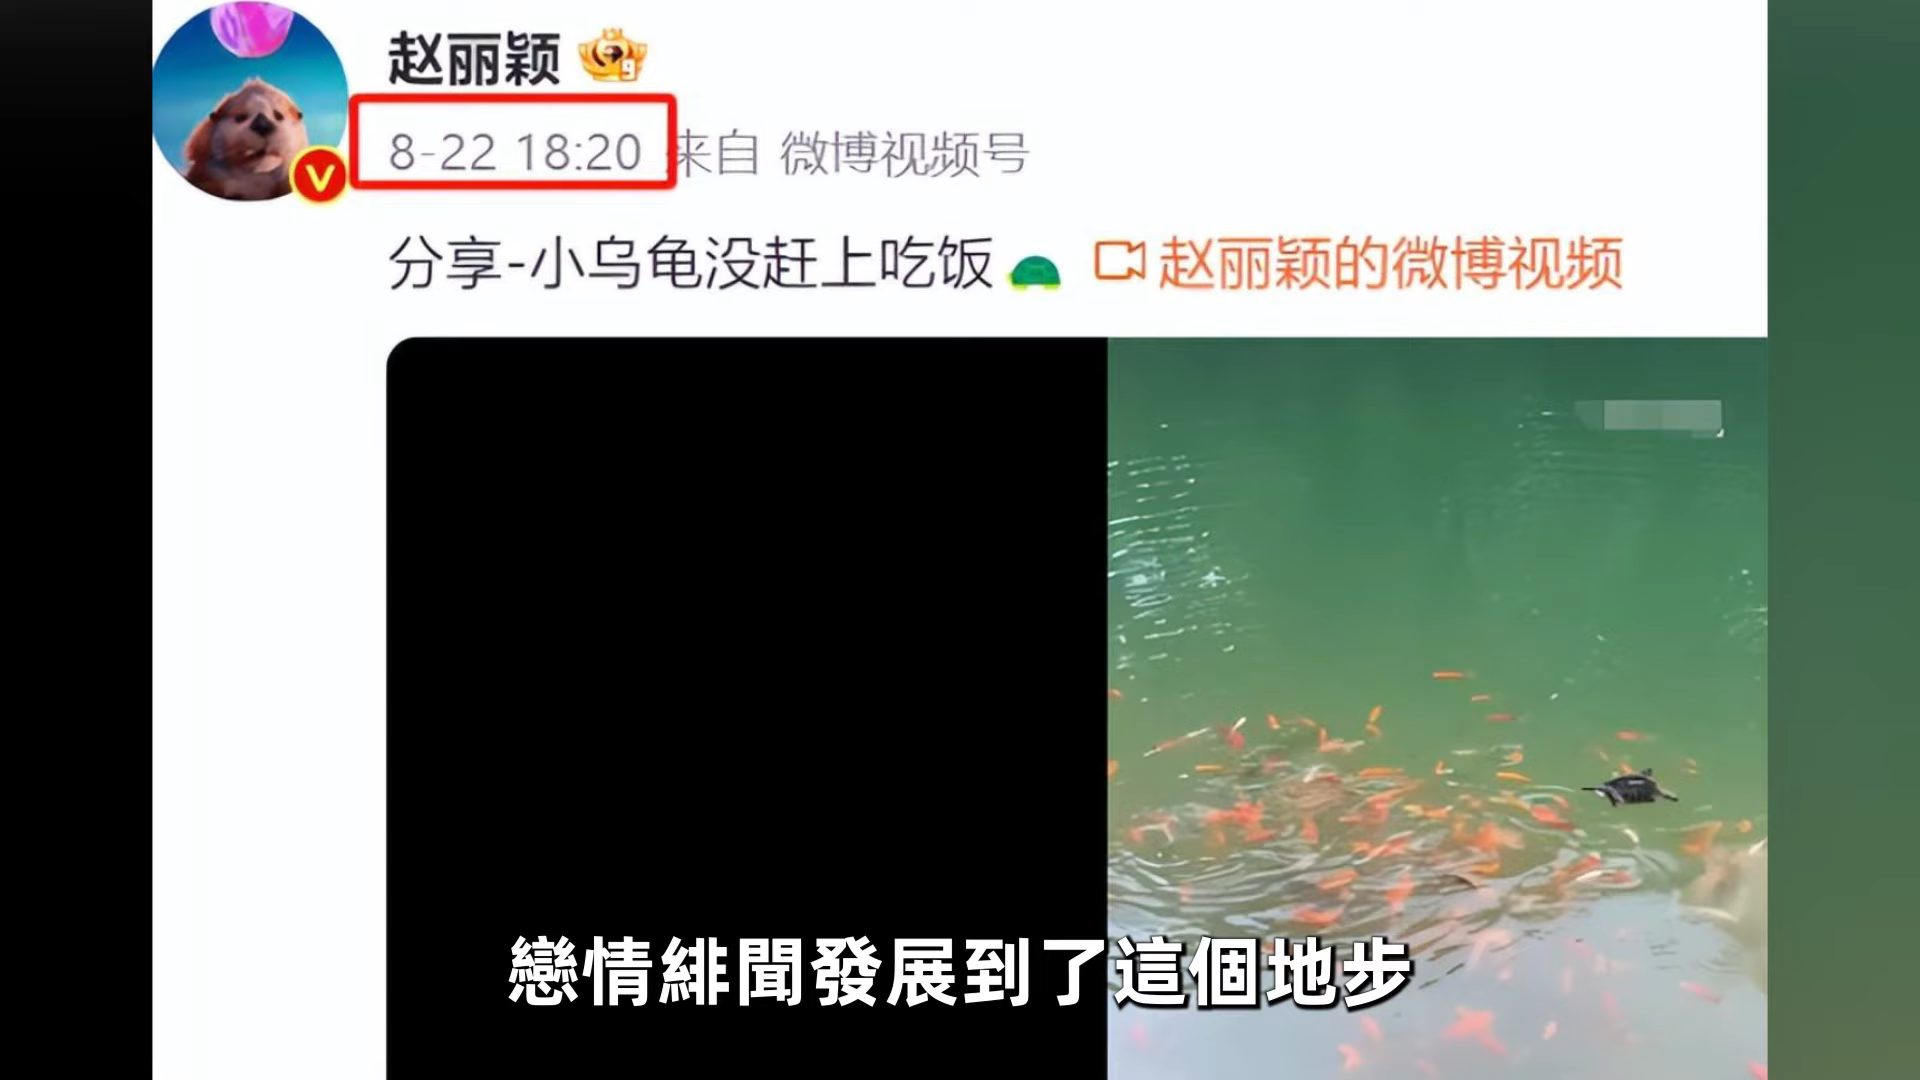 赵丽颖
8-22 18:20 来自 微博视频号
分享-小乌龟没赶上吃饭 赵丽颖的微博视频
戀情緋聞發展到了這個地步